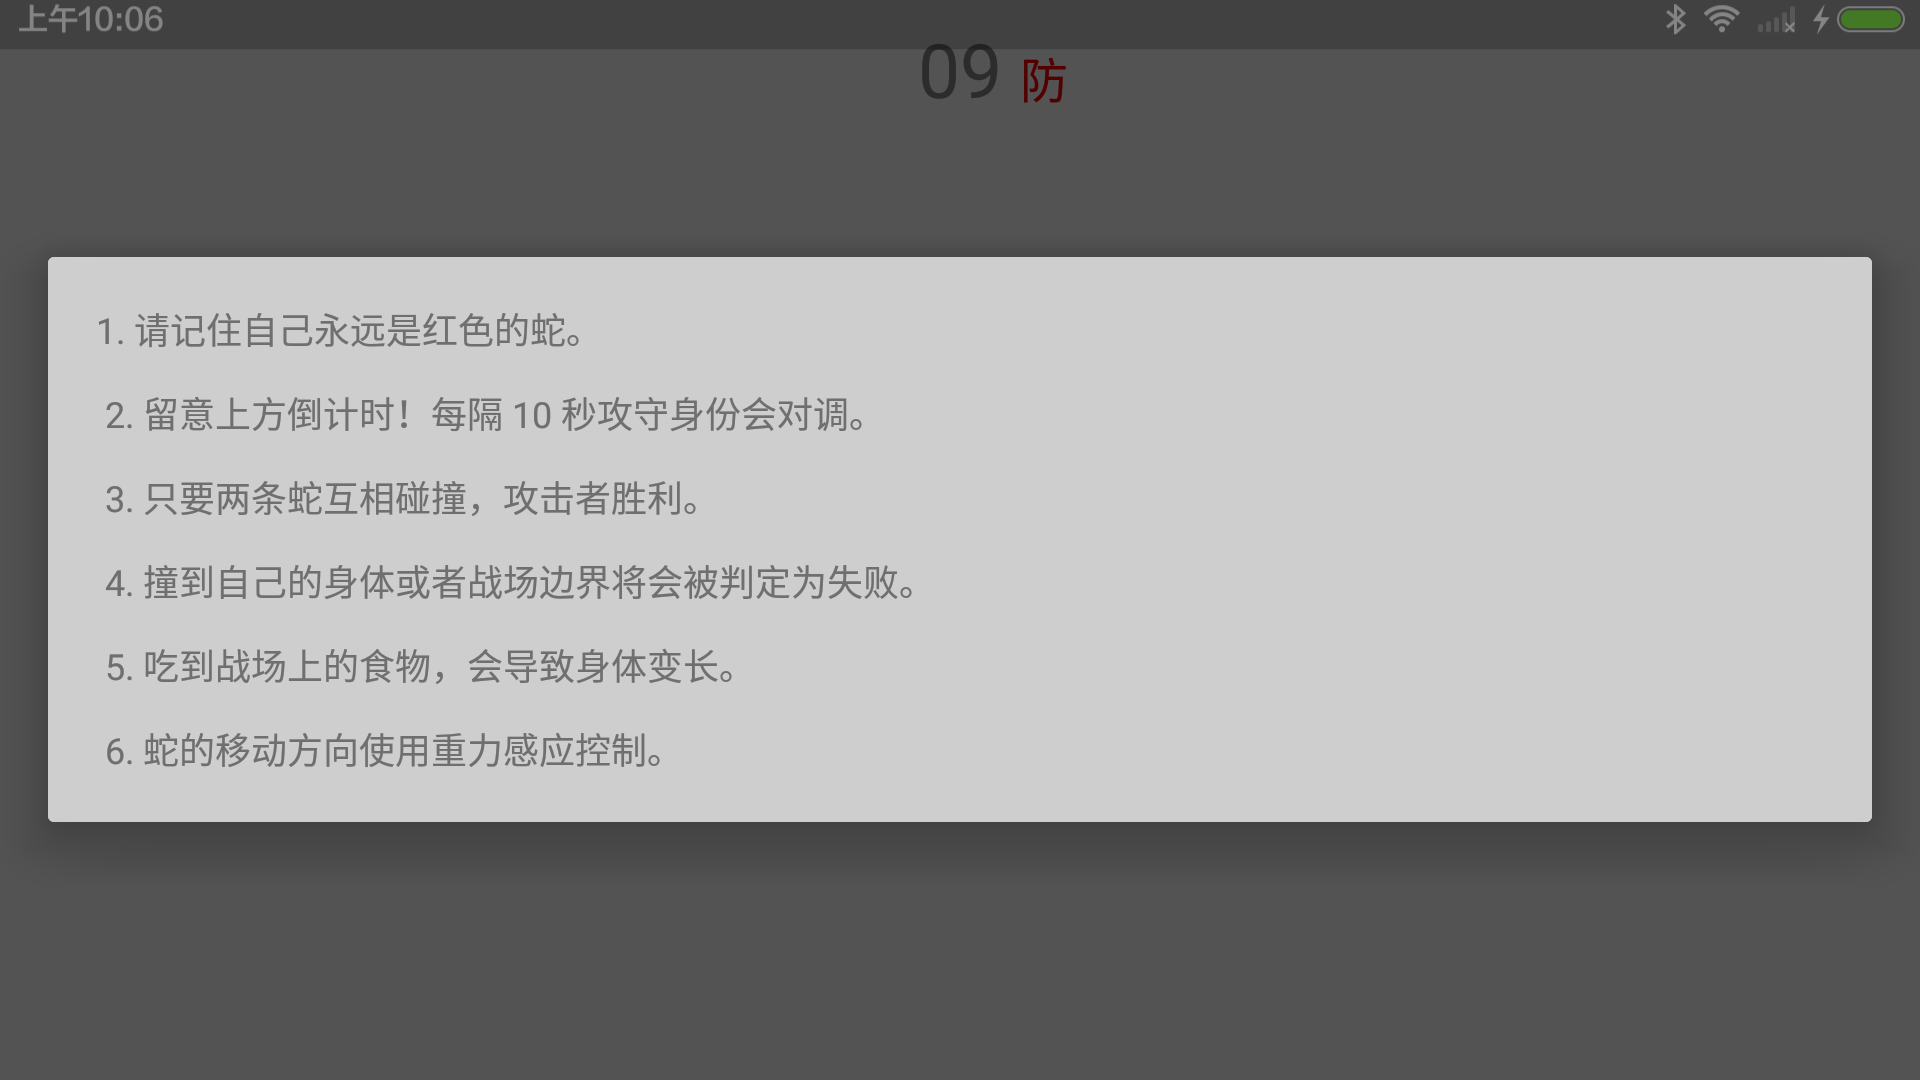 上午10:06
09 防
1. 请记住自己永远是红色的蛇。
2. 留意上方倒计时！每隔 10 秒攻守身份会对调。
3. 只要两条蛇互相碰撞，攻击者胜利。
4. 撞到自己的身体或者战场边界将会被判定为失败。
5. 吃到战场上的食物，会导致身体变长。
6. 蛇的移动方向使用重力感应控制。